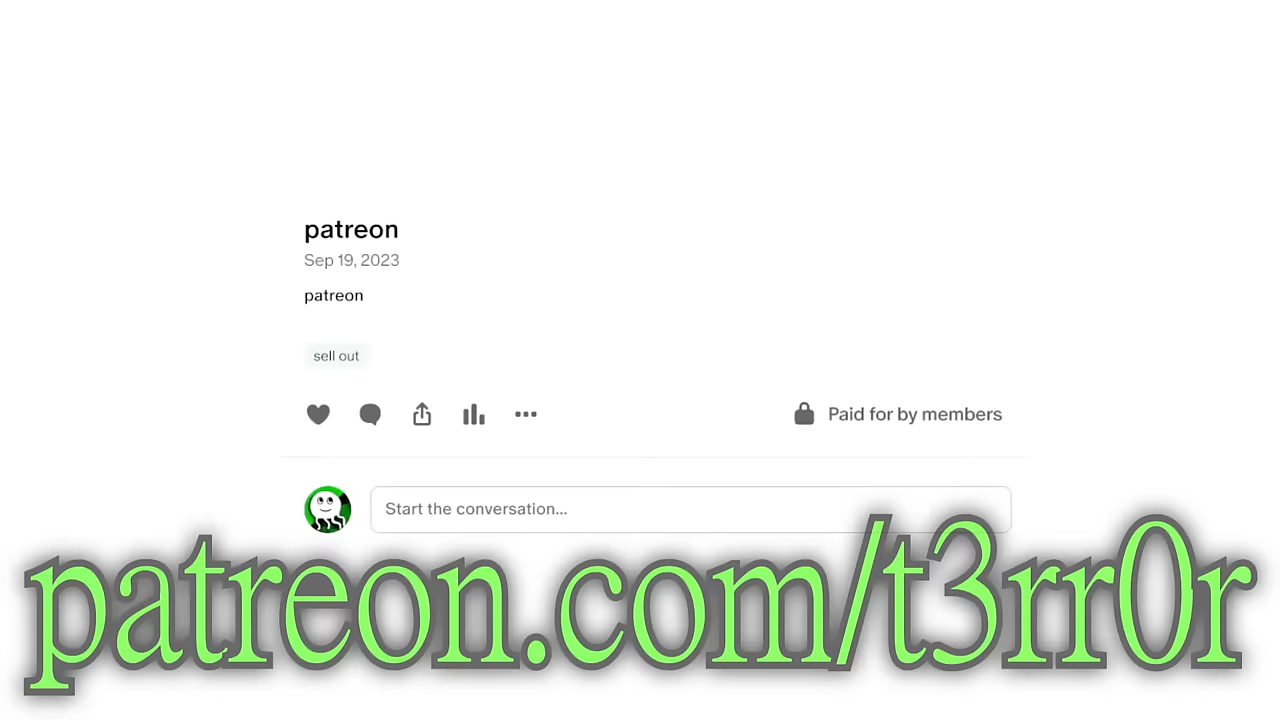 patreon
Sep 19, 2023
patreon
sell out
Paid for by members
Start the conversation...
patreon.com/t3rr0r